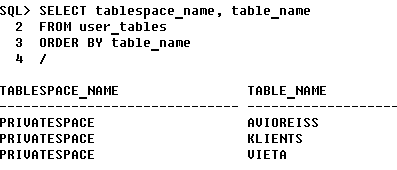 SQL> SELECT tablespace_name, table_name
  2  FROM user_tables
  3  ORDER BY table_name
  4  /
TABLESPACE_NAME                TABLE_NAME
------------------------------ ------------------
PRIVATESPACE                   AVIOREISS
PRIVATESPACE                   KLIENTS
PRIVATESPACE                   VIETA